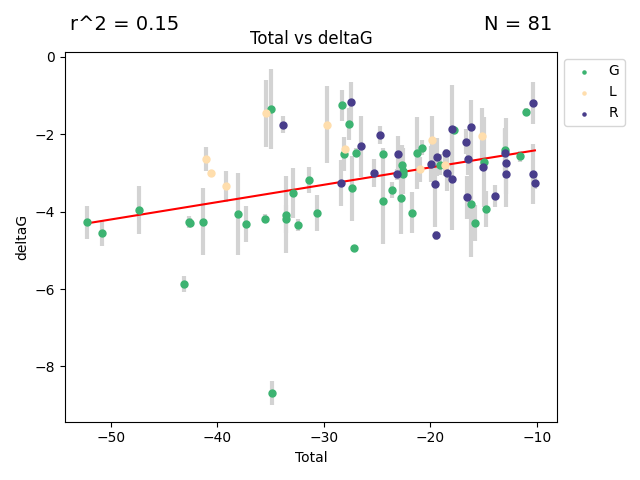 r^2 = 0.15
N = 81
Total vs deltaG
G
L
R
0
−2
−4
−6
−8
deltaG
−50
−40
−30
−20
−10
Total